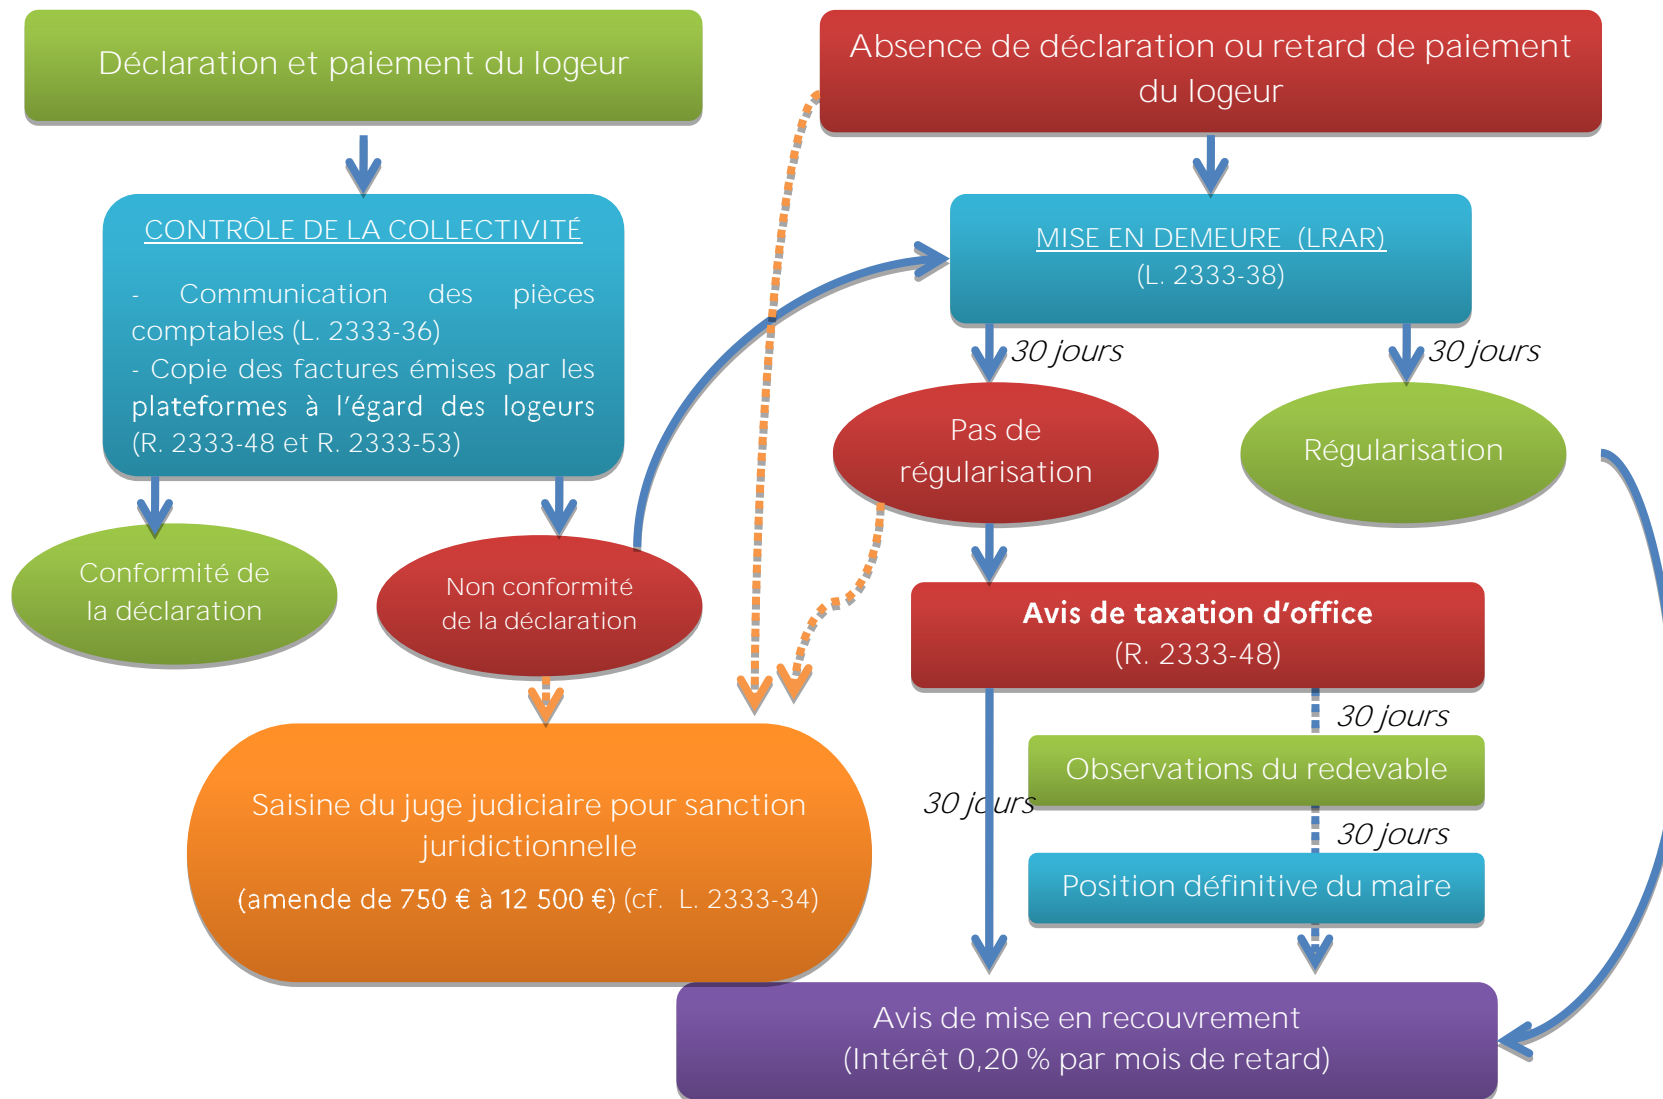 Déclaration et paiement du logeur
Absence de déclaration ou retard de paiement
du logeur
CONTRÔLE DE LA COLLECTIVITÉ
- Communication des pièces
comptables (L. 2333-36)
- Copie des factures émises par les
plateformes à l'égard des logeurs
(R. 2333-48 et R. 2333-53)
MISE EN DEMEURE (LRAR)
(L. 2333-38)
30 jours
30 jours
Pas de
régularisation
Régularisation
Conformité de
la déclaration
Non conformité
de la déclaration
Avis de taxation d'office
(R. 2333-48)
30 jours
Observations du redevable
30 jours
30 jours
Position définitive du maire
Saisine du juge judiciaire pour sanction
juridictionnelle
(amende de 750 € à 12 500 €) (cf. L. 2333-34)
Avis de mise en recouvrement
(Intérêt 0,20 % par mois de retard)